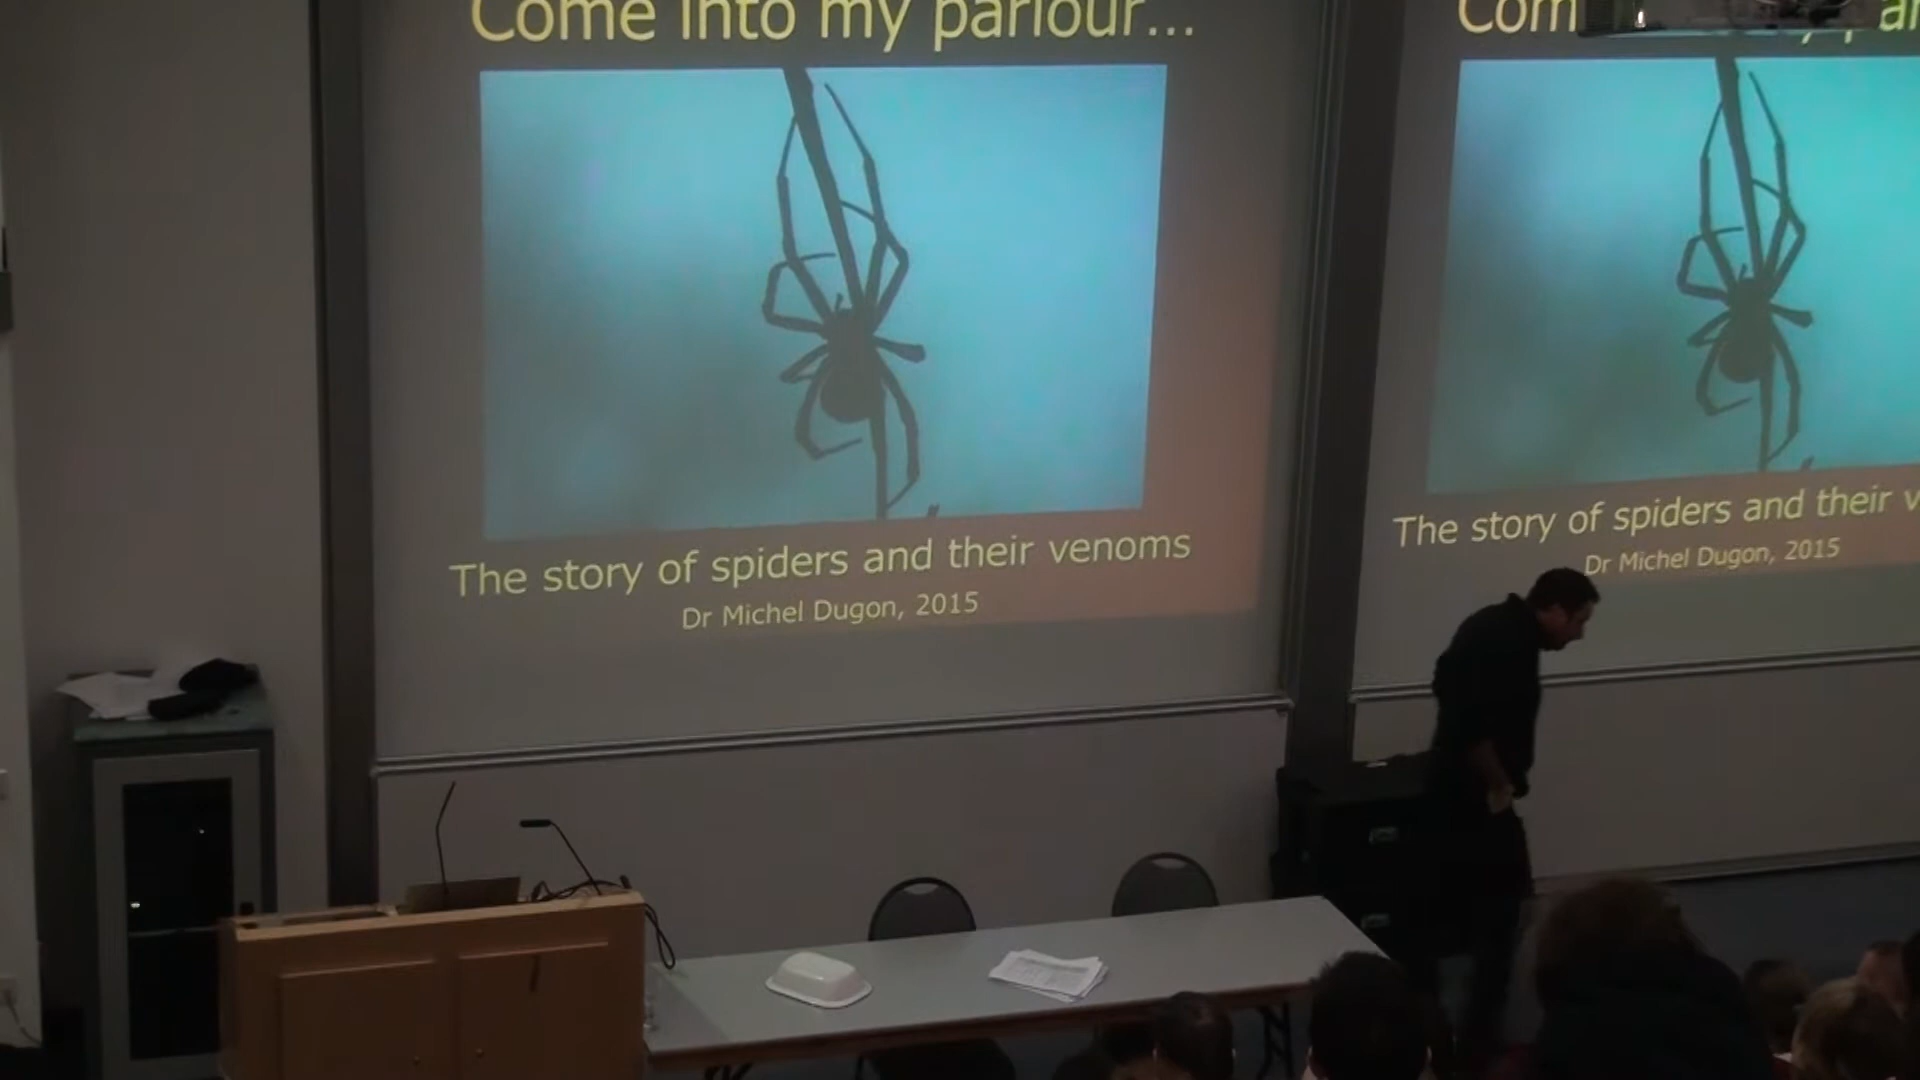 Come into my parlour...
The story of spiders and their venoms
Dr Michel Dugon, 2015
Com
The story of spiders and their v
Dr Michel Dugon, 2015